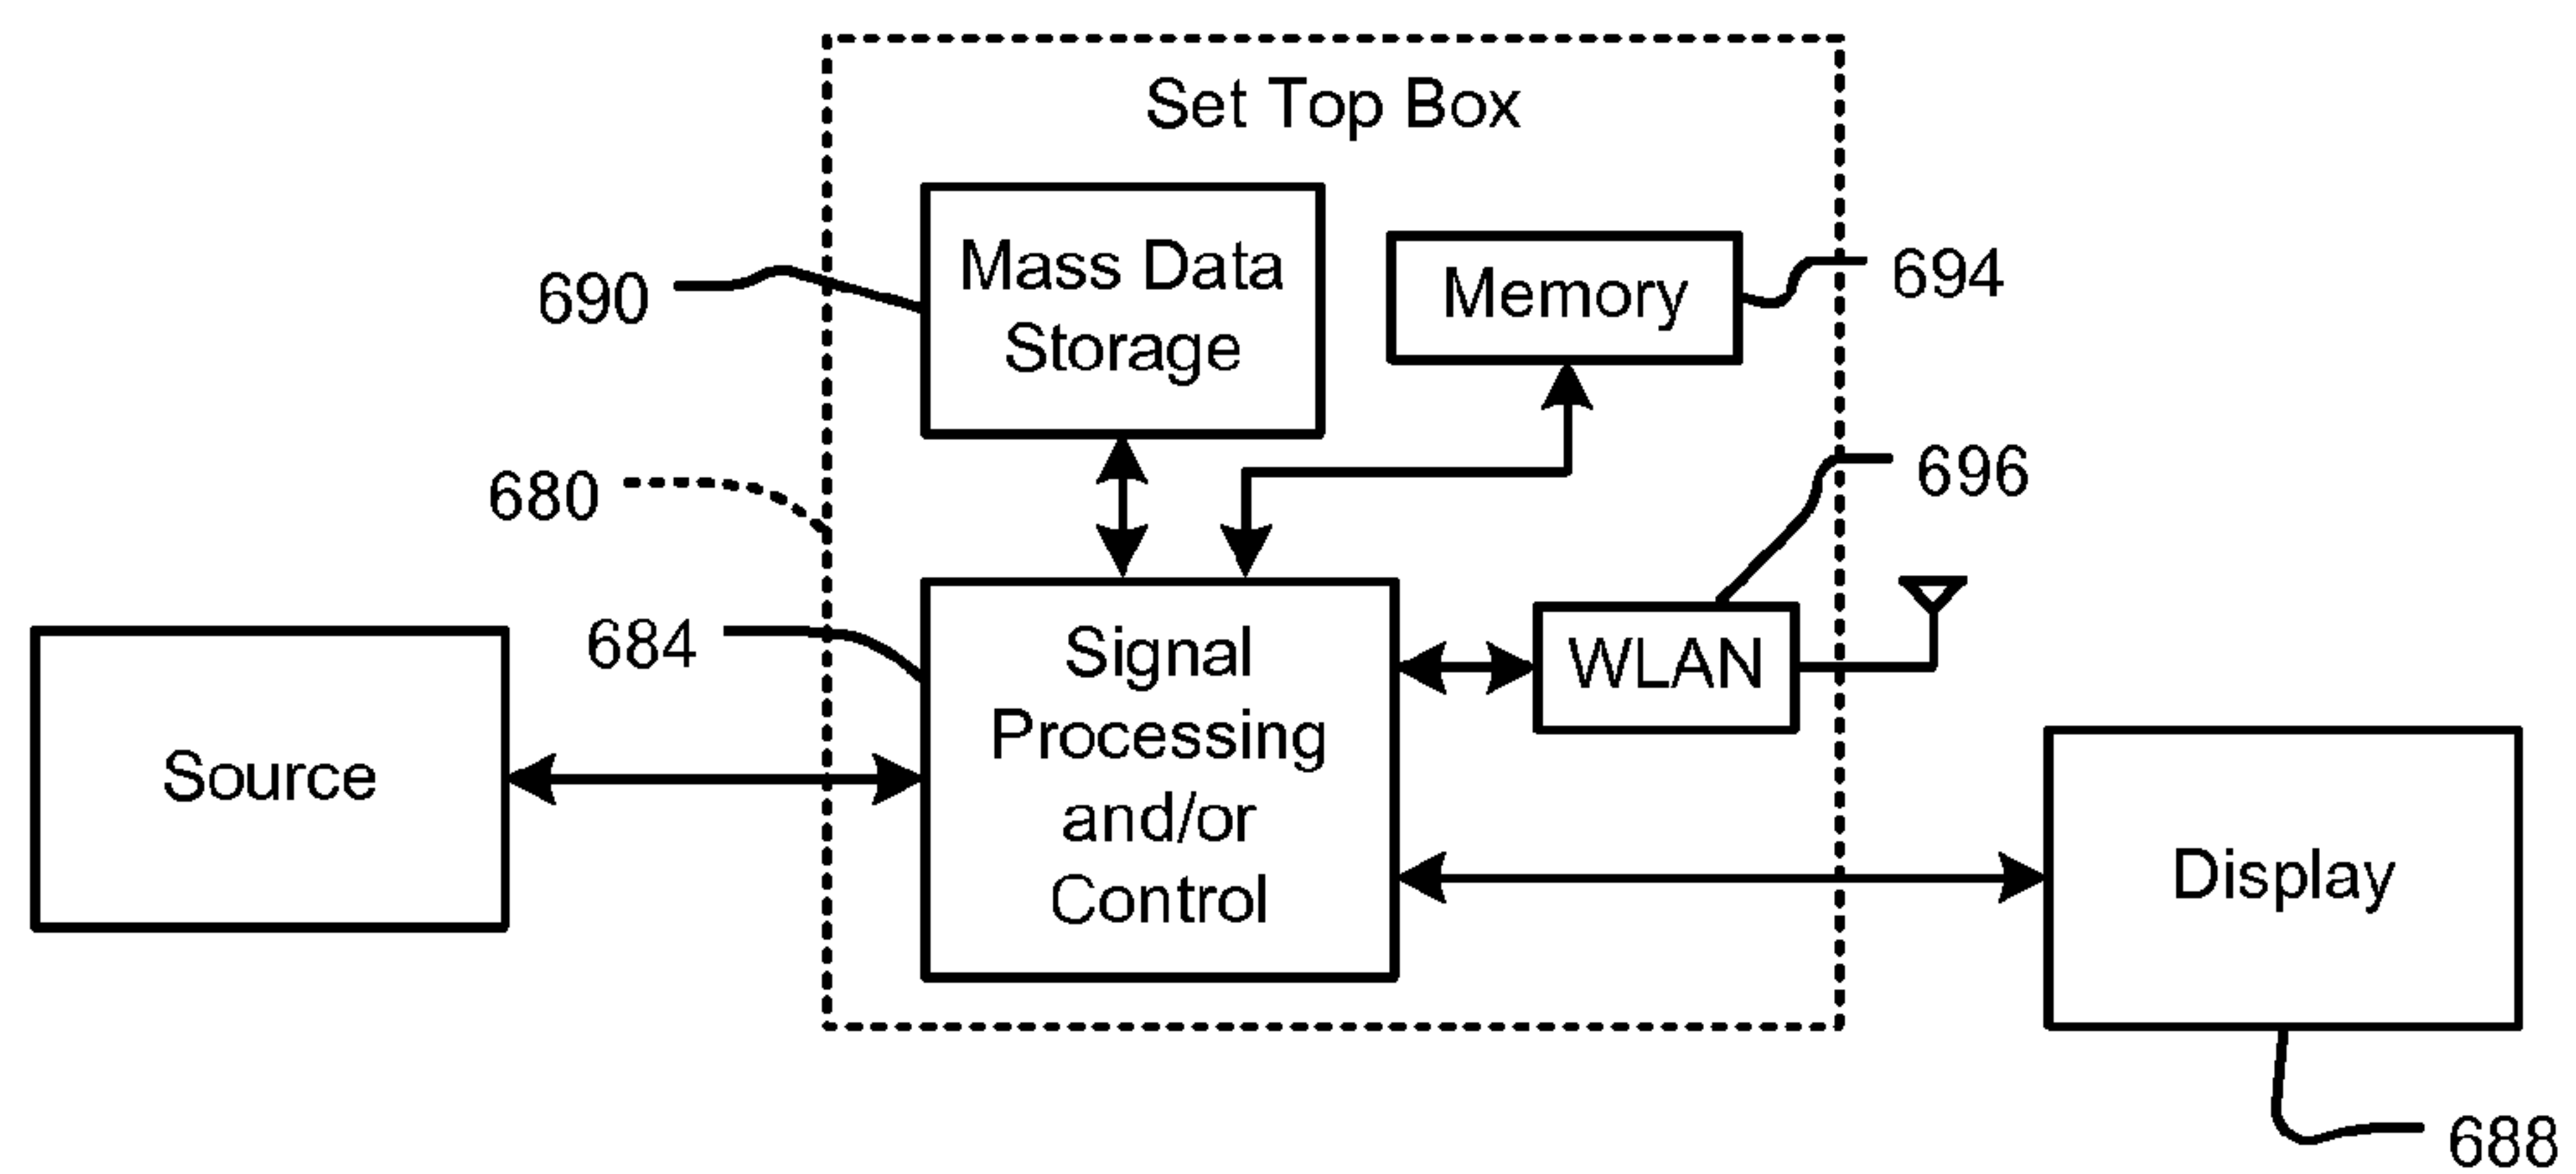 Set Top Box
Mass Data
Storage
Memory
690
694
680
696
684
Signal
Processing
and/or
Control
WLAN
Source
Display
688